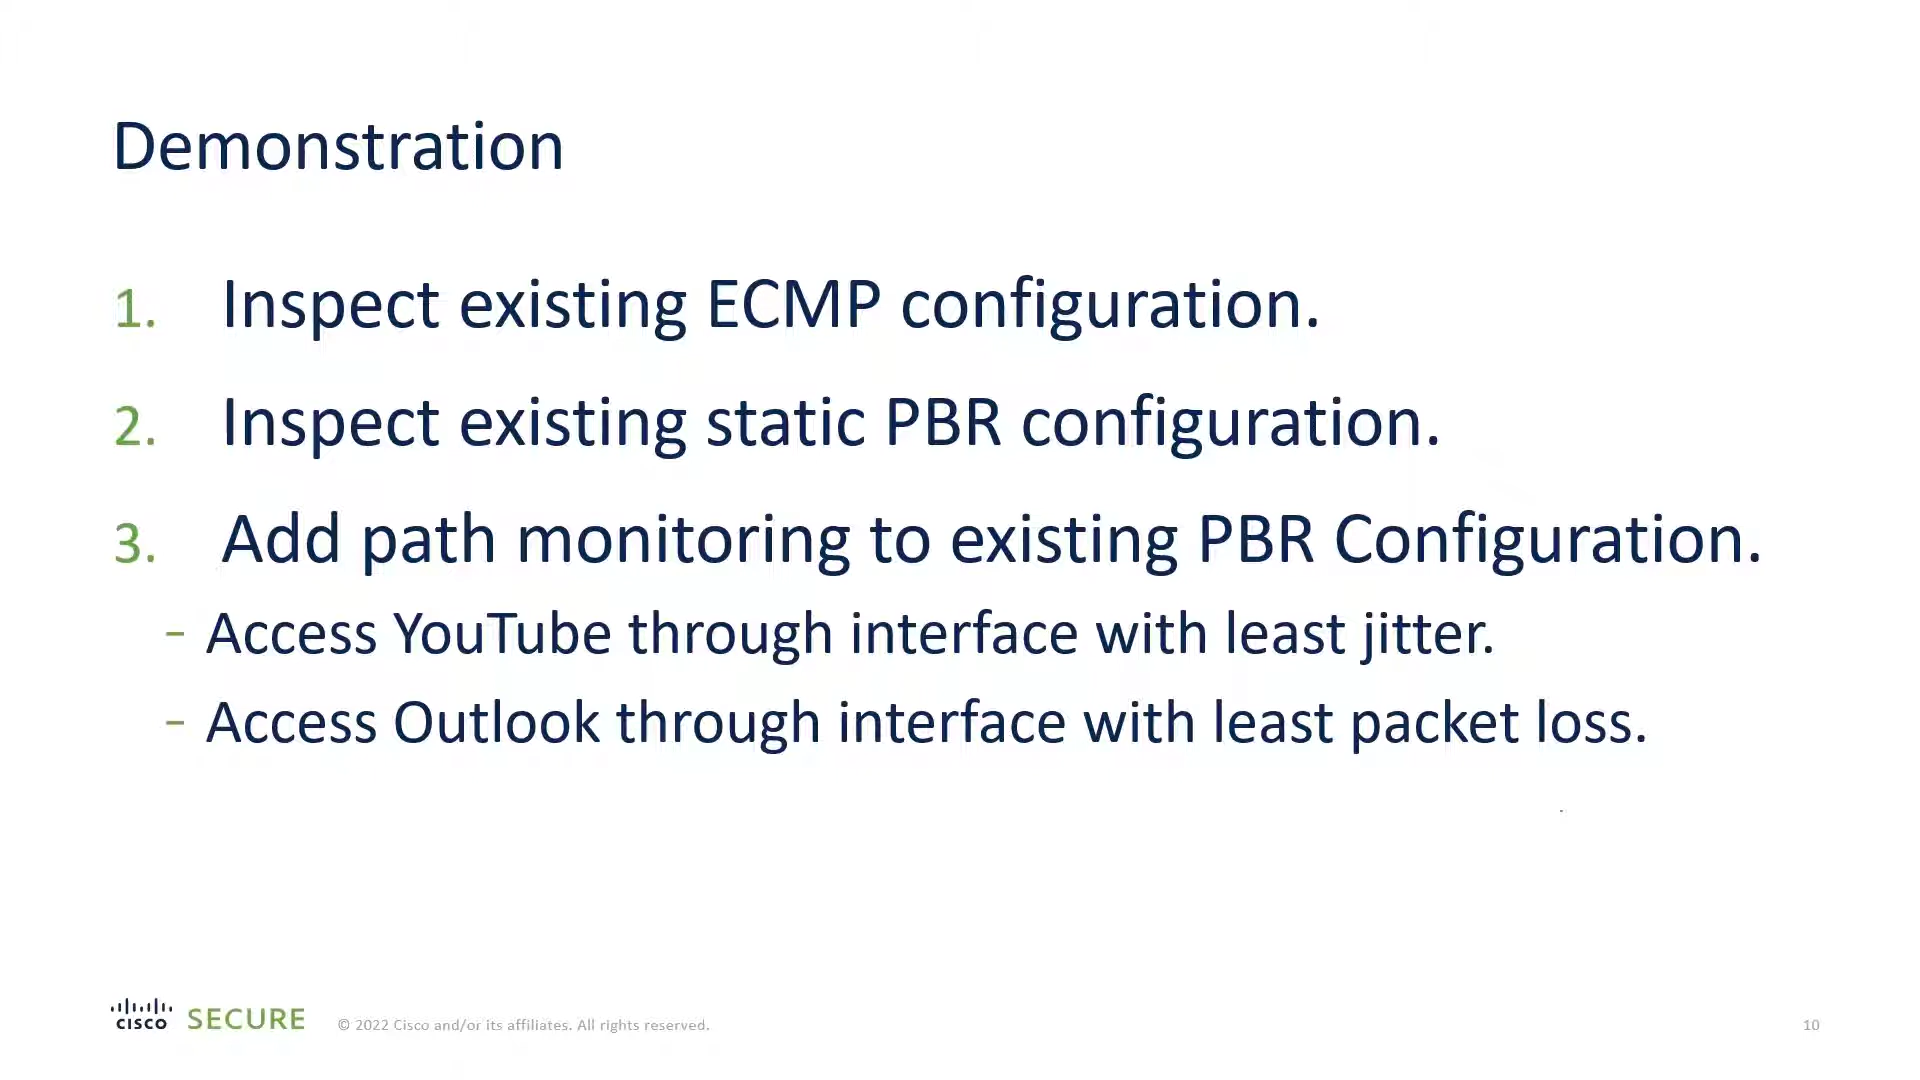 Demonstration
1. Inspect existing ECMP configuration.
2. Inspect existing static PBR configuration.
3. Add path monitoring to existing PBR Configuration.
- Access YouTube through interface with least jitter.
- Access Outlook through interface with least packet loss.
CISCO SECURE © 2022 Cisco and/or its affiliates. All rights reserved. 10